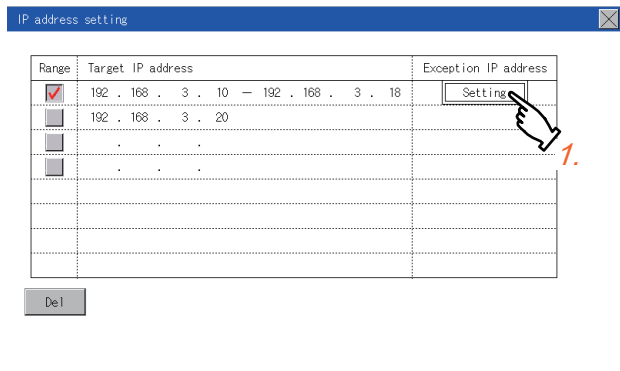 IP address setting
Range Target IP address Exception IP address
192 . 168 . 3 . 10 — 192 . 168 . 3 . 18 Setting
192 . 168 . 3 . 20
. . .
. . .
1.
Del